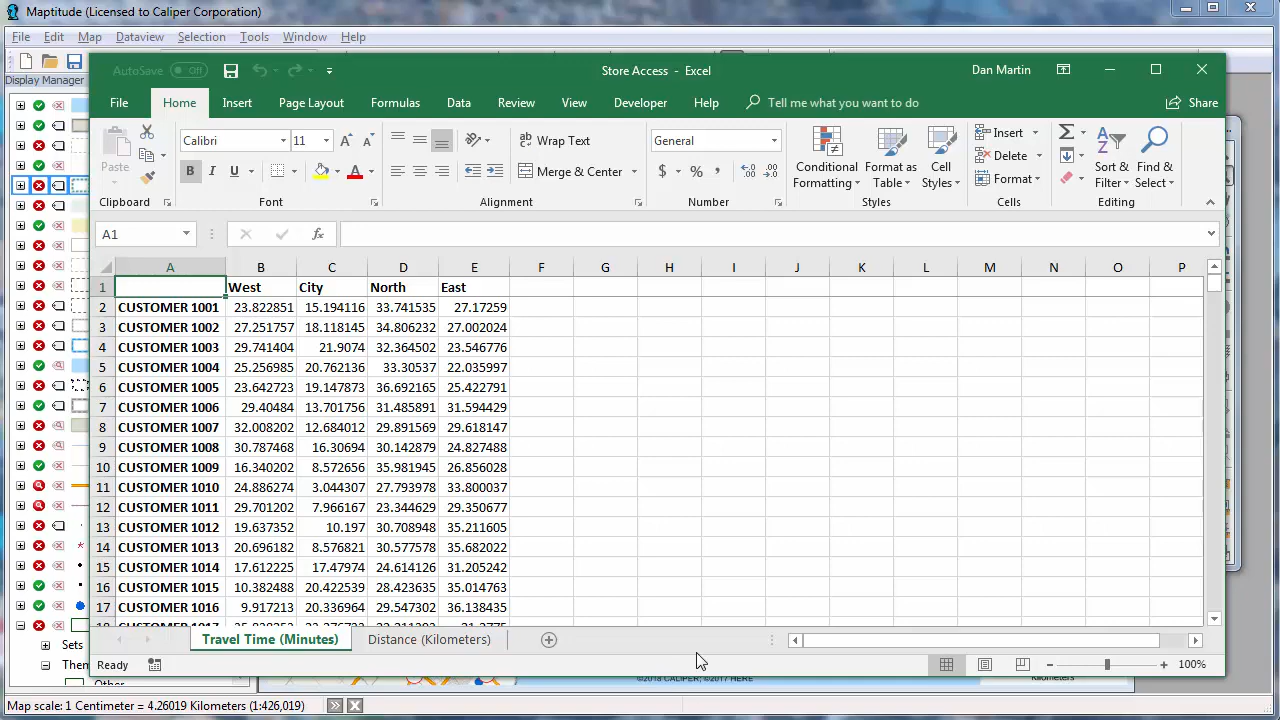 Maptitude (Licensed to Caliper Corporation)
File Edit Map Dataview Selection Tools Window Help
Display Manager
AutoSave Off Store Access - Excel Dan Martin
File Home Insert Page Layout Formulas Data Review View Developer Help Tell me what you want to do Share
Paste Calibri 11 Wrap Text General Conditional Formatting Format as Table Cell Styles Insert Sort & Filter Find & Select
B I U A Merge & Center $ % , Delete
Format
Clipboard Font Alignment Number Styles Cells Editing
A1 fx
A B C D E F G H I J K L M N O P
1 West City North East
2 CUSTOMER 1001 23.822851 15.194116 33.741535 27.17259
3 CUSTOMER 1002 27.251757 18.118145 34.806232 27.002024
4 CUSTOMER 1003 29.741404 21.9074 32.364502 23.546776
5 CUSTOMER 1004 25.256985 20.762136 33.30537 22.035997
6 CUSTOMER 1005 23.642723 19.147873 36.692165 25.422791
7 CUSTOMER 1006 29.40484 13.701756 31.485891 31.594429
8 CUSTOMER 1007 32.008202 12.684012 29.891569 29.618147
9 CUSTOMER 1008 30.787468 16.30694 30.142879 24.827488
10 CUSTOMER 1009 16.340202 8.572656 35.981945 26.856028
11 CUSTOMER 1010 24.886274 3.044307 27.793978 33.800037
12 CUSTOMER 1011 29.701202 7.966167 23.344629 29.350677
13 CUSTOMER 1012 19.637352 10.197 30.708948 35.211605
14 CUSTOMER 1013 20.696182 8.576821 30.577578 35.682022
15 CUSTOMER 1014 17.612225 17.47974 24.614126 31.205242
16 CUSTOMER 1015 10.382488 20.422539 28.423635 35.014763
17 CUSTOMER 1016 9.917213 20.336964 29.547302 36.138435
Travel Time (Minutes) Distance (Kilometers)
Sets
Ready 100%
©2018 CALIPER; ©2017 HERE Kilometers
Map scale: 1 Centimeter = 4.26019 Kilometers (1:426,019)